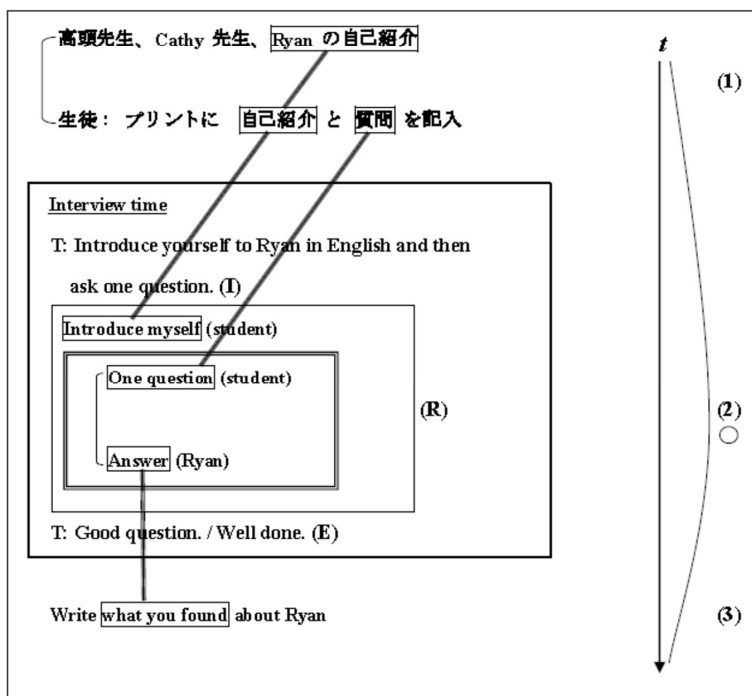 高頭先生、Cathy 先生、Ryan の自己紹介
t
(1)
生徒： プリントに 自己紹介 と 質問 を記入
Interview time
T: Introduce yourself to Ryan in English and then
ask one question. (I)
Introduce myself (student)
One question (student)
(R)
(2)
Answer (Ryan)
T: Good question. / Well done. (E)
Write what you found about Ryan
(3)